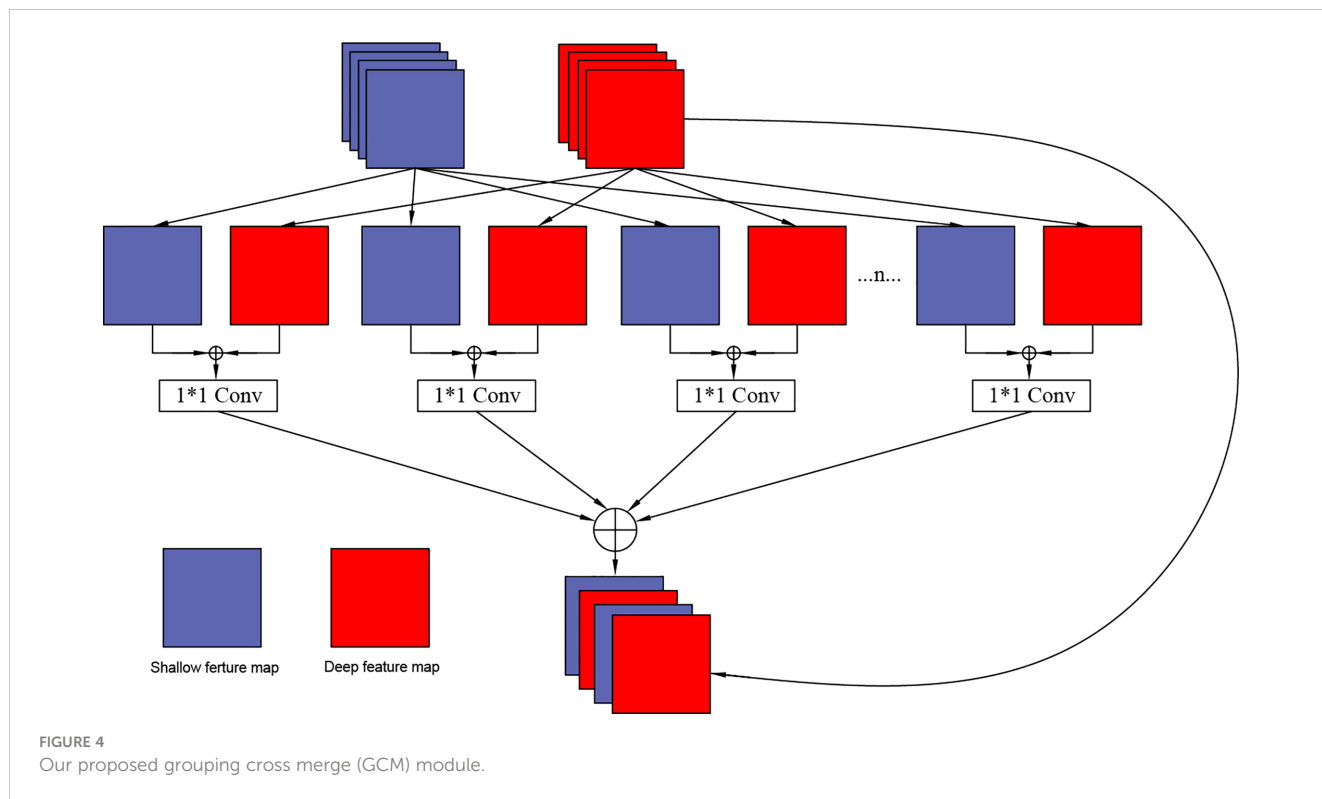 ...n...
1*1 Conv
1*1 Conv
1*1 Conv
1*1 Conv
Shallow ferture map
Deep feature map
FIGURE 4
Our proposed grouping cross merge (GCM) module.